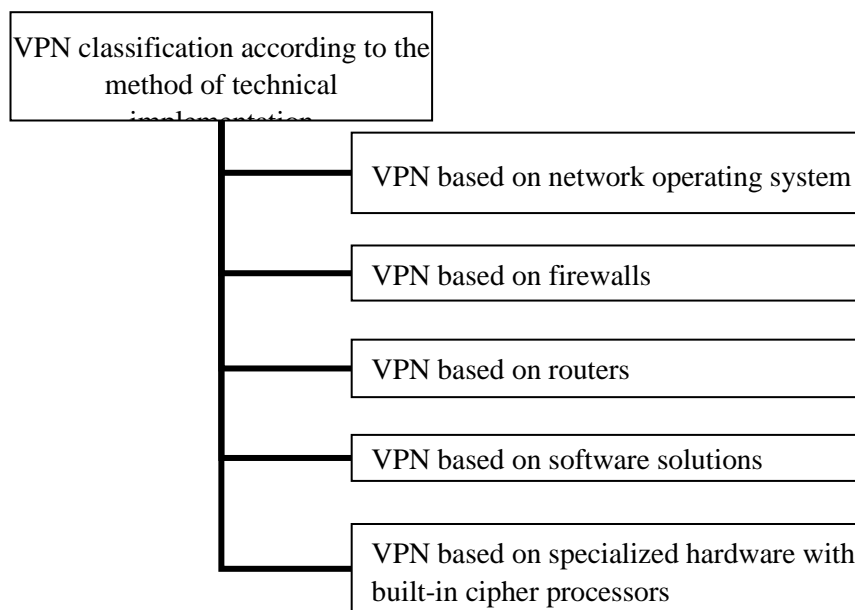 VPN classification according to the
method of technical
implementation
VPN based on network operating system
VPN based on firewalls
VPN based on routers
VPN based on software solutions
VPN based on specialized hardware with
built-in cipher processors